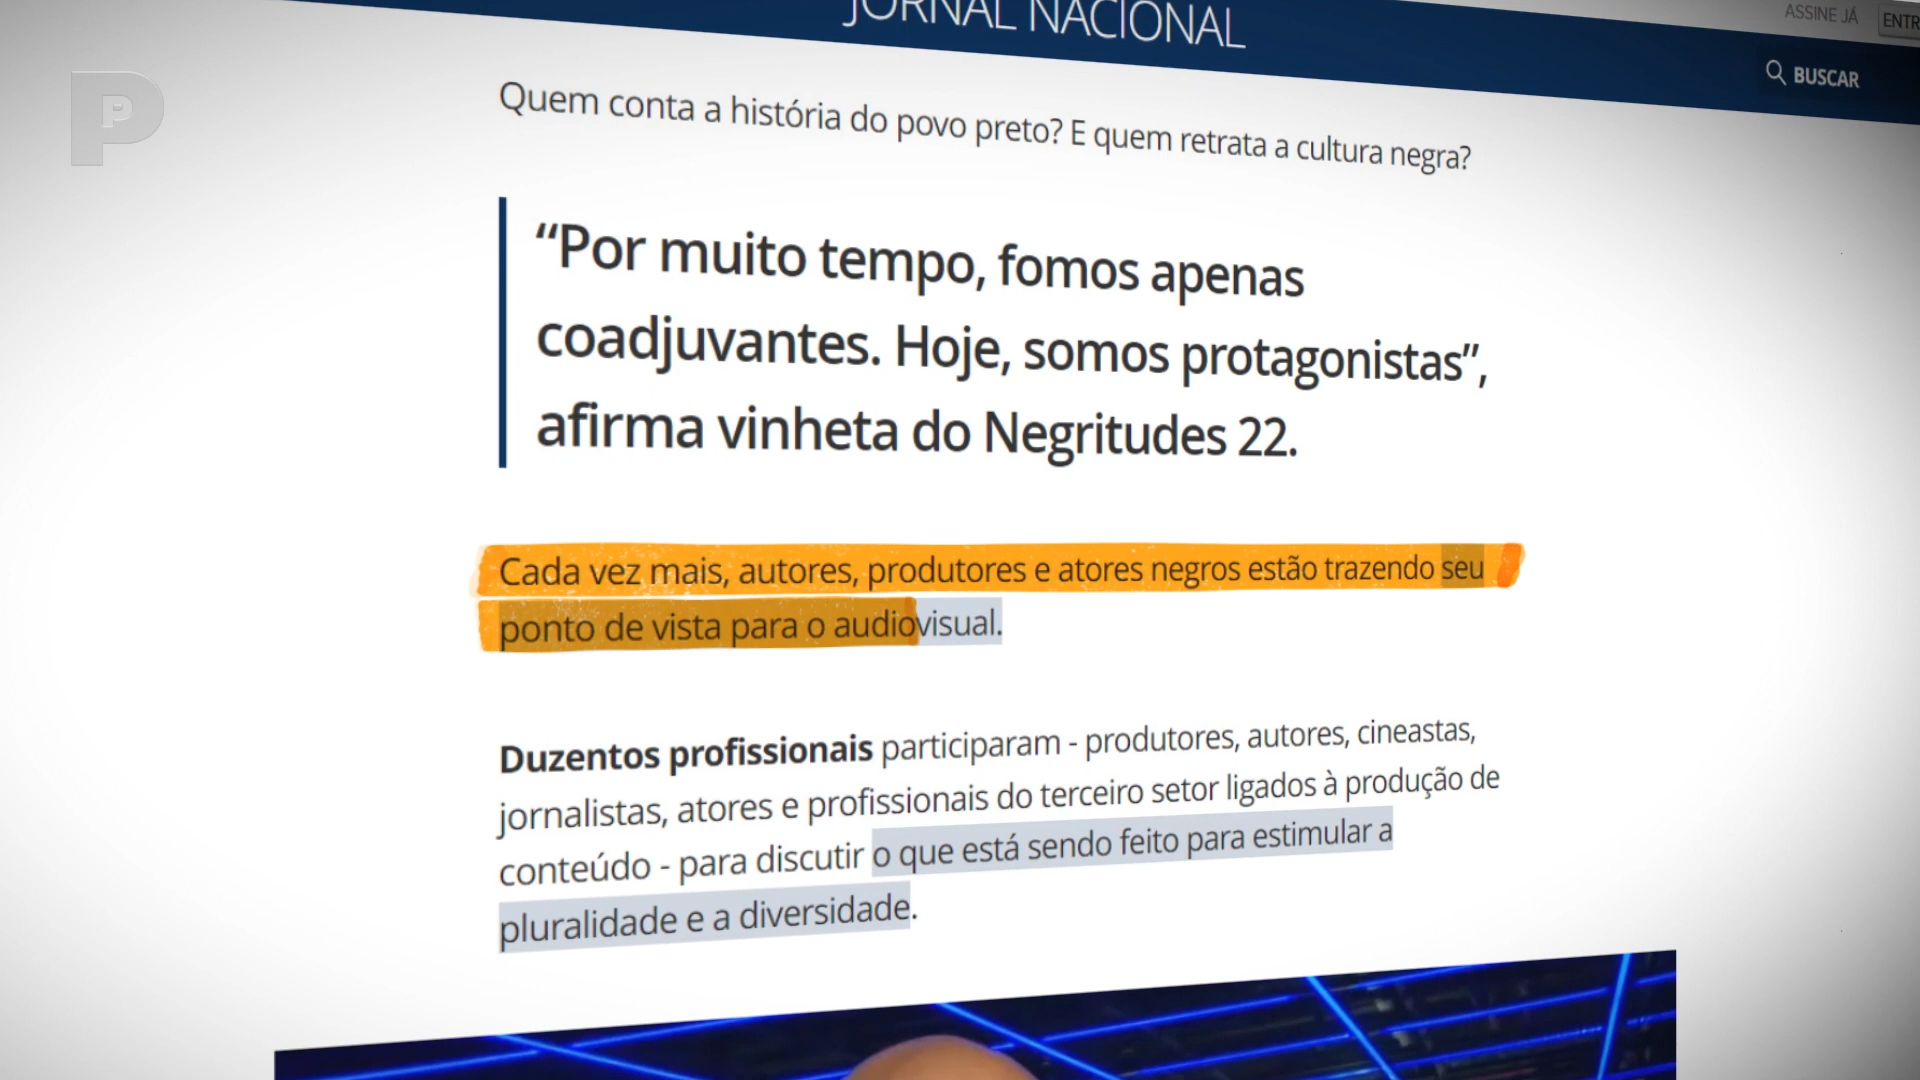 JORNAL NACIONAL
ASSINE JÁ
ENTR
BUSCAR
P
Quem conta a história do povo preto? E quem retrata a cultura negra?
“Por muito tempo, fomos apenas
coadjuvantes. Hoje, somos protagonistas”,
afirma vinheta do Negritudes 22.
Cada vez mais, autores, produtores e atores negros estão trazendo seu
ponto de vista para o audiovisual.
Duzentos profissionais participaram - produtores, autores, cineastas,
jornalistas, atores e profissionais do terceiro setor ligados à produção de
conteúdo - para discutir o que está sendo feito para estimular a
pluralidade e a diversidade.